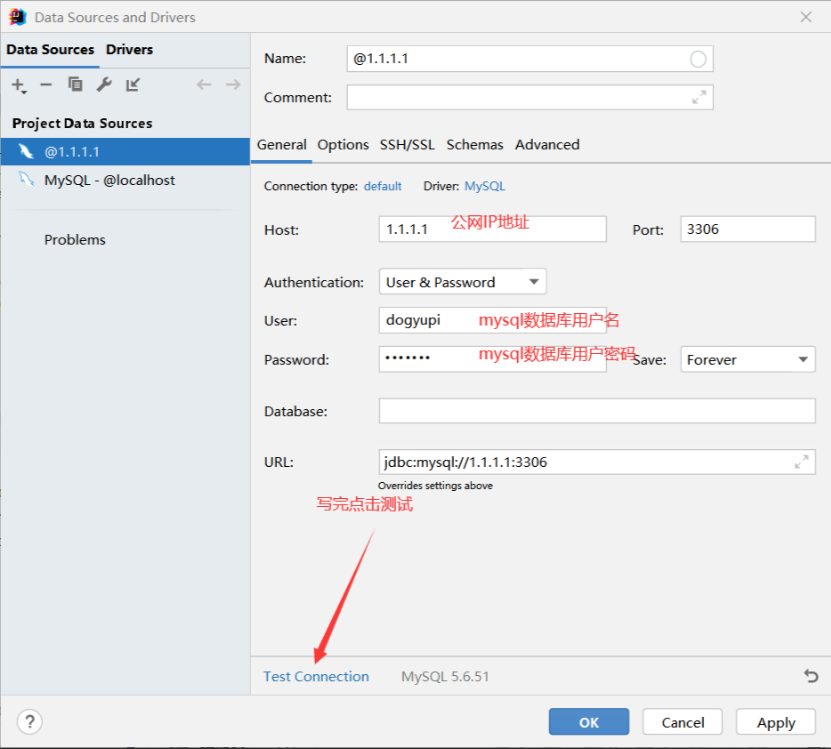 Data Sources and Drivers
Data Sources Drivers
Project Data Sources
@1.1.1.1
MySQL - @localhost
Problems
Name: @1.1.1.1
Comment:
General Options SSH/SSL Schemas Advanced
Connection type: default Driver: MySQL
Host: 1.1.1.1 公网IP地址 Port: 3306
Authentication: User & Password
User: dogyupi mysql数据库用户名
Password: ••••••• mysql数据库用户密码 Save: Forever
Database:
URL: jdbc:mysql://1.1.1.1:3306
Overrides settings above
写完点击测试
Test Connection MySQL 5.6.51
? OK Cancel Apply